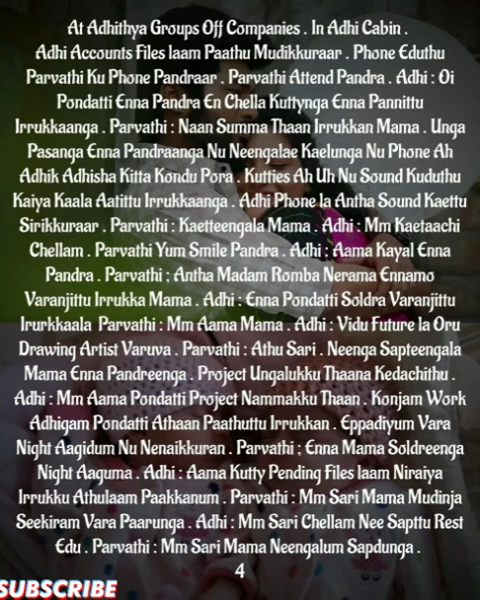 At Adhithya Groups Off Companies . In Adhi Cabin .
Adhi Accounts Files laam Paathu Mudikkuraar . Phone Eduthu
Parvathi Ku Phone Pandraar . Parvathi Attend Pandra . Adhi : Oi
Pondatti Enna Pandra En Chella Kuttynga Enna Pannittu
Irrukkaanga . Parvathi : Naan Summa Thaan Irrukkan Mama . Unga
Pasanga Enna Pandraanga Nu Neengalae Kaelunga Nu Phone Ah
Adhik Adhisha Kitta Kondu Pora . Kutties Ah Uh Nu Sound Kuduthu
Kaiya Kaala Aatittu Irrukkaanga . Adhi Phone la Antha Sound Kaettu
Sirikkuraar . Parvathi : Kaetteengala Mama . Adhi : Mm Kaetaachi
Chellam . Parvathi Yum Smile Pandra . Adhi : Aama Kayal Enna
Pandra . Parvathi ; Antha Madam Romba Nerama Ennamo
Varanjittu Irrukka Mama . Adhi : Enna Pondatti Soldra Varanjittu
Irurkkaala Parvathi : Mm Aama Mama . Adhi : Vidu Future la Oru
Drawing Artist Varuva . Parvathi : Athu Sari . Neenga Sapteengala
Mama Enna Pandreenga . Project Ungalukku Thaana Kedachithu .
Adhi : Mm Aama Pondatti Project Nammakku Thaan . Konjam Work
Adhigam Pondatti Athaan Paathuttu Irrukkan . Eppadiyum Vara
Night Aagidum Nu Nenaikkuran . Parvathi ; Enna Mama Soldreenga
Night Aaguma . Adhi : Aama Kutty Pending Files laam Niraiya
Irrukku Athulaam Paakkanum . Parvathi : Mm Sari Mama Mudinja
Seekiram Vara Paarunga . Adhi : Mm Sari Chellam Nee Sapttu Rest
Edu . Parvathi : Mm Sari Mama Neengalum Sapdunga .
4
SUBSCRIBE